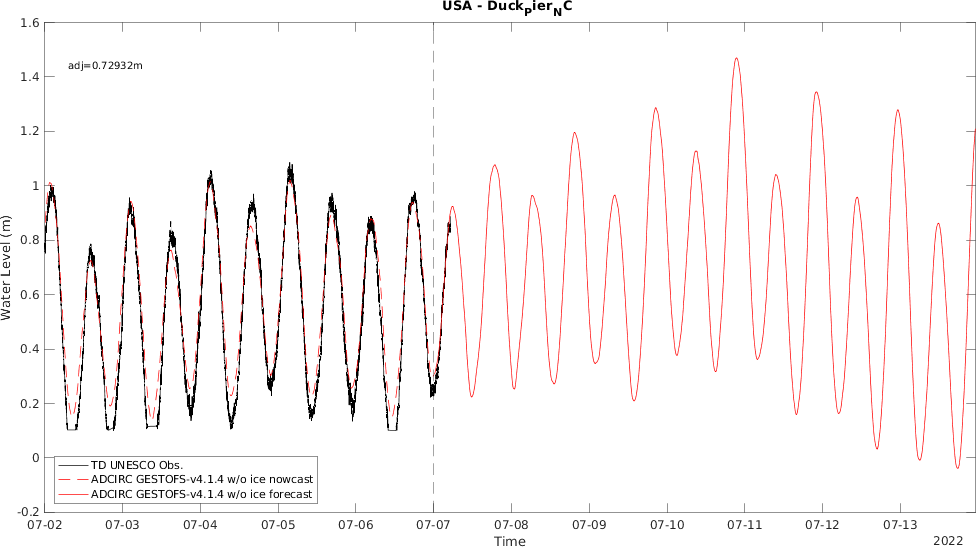 USA - DuckPierNC
1.6
1.4
1.2
1
0.8
0.6
0.4
0.2
0
-0.2
Water Level (m)
adj=0.72932m
TD UNESCO Obs.
ADCIRC GESTOFS-v4.1.4 w/o ice nowcast
ADCIRC GESTOFS-v4.1.4 w/o ice forecast
07-02 07-03 07-04 07-05 07-06 07-07 07-08 07-09 07-10 07-11 07-12 07-13
Time
2022